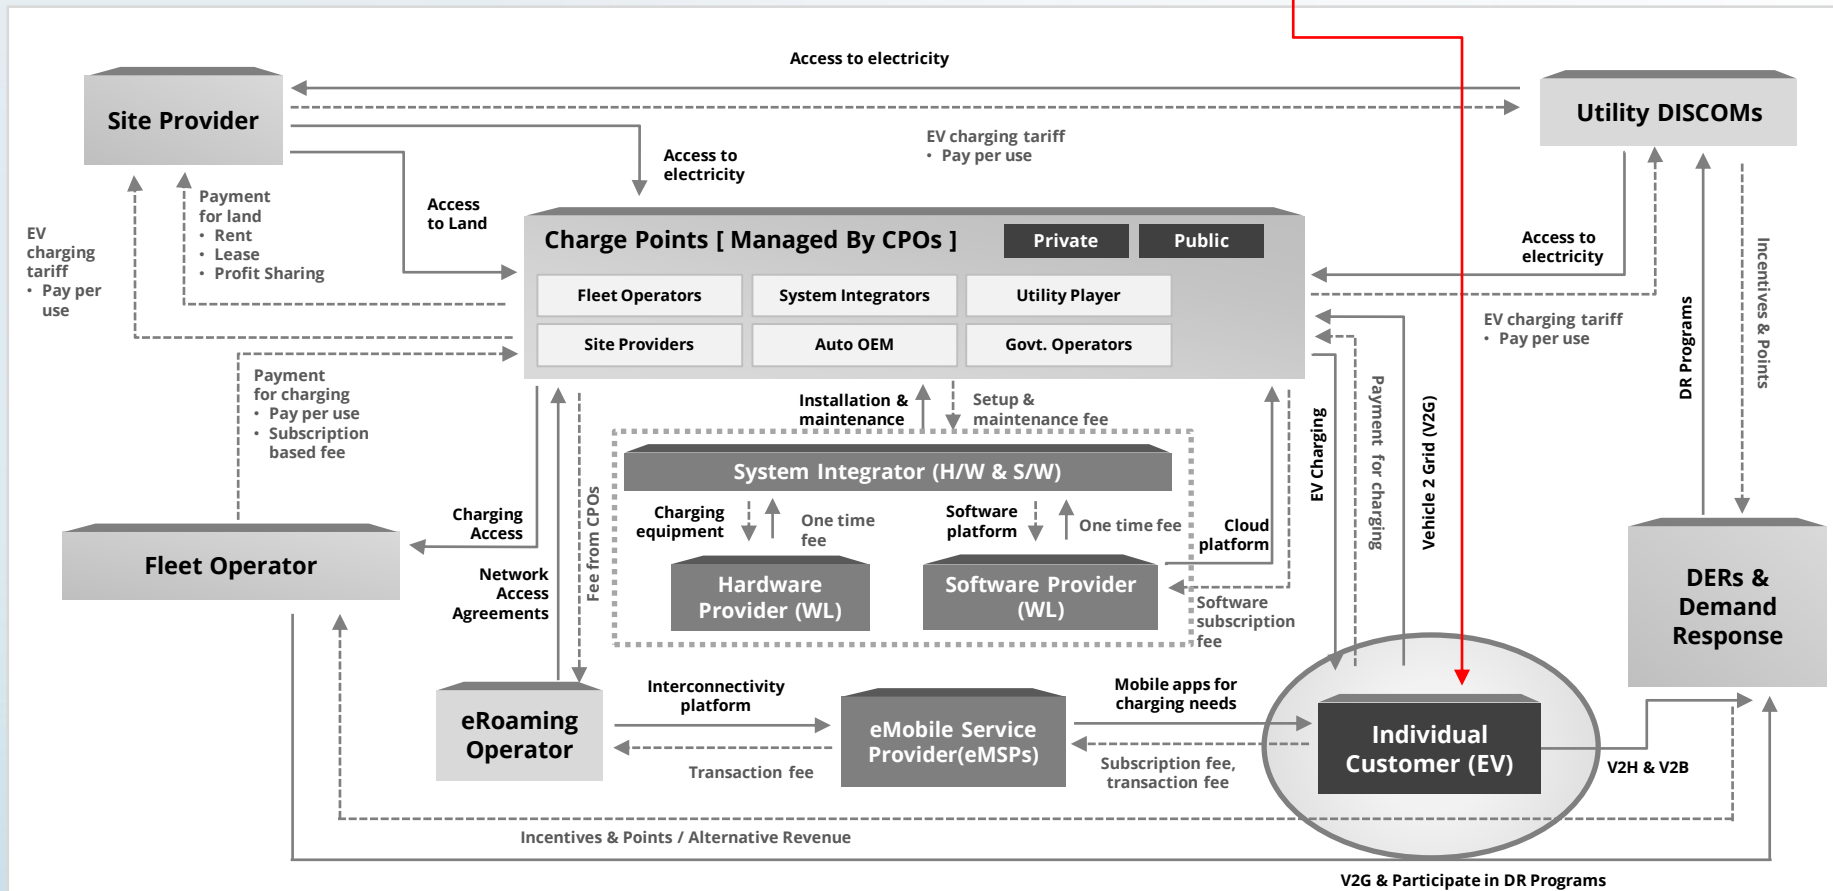 Access to electricity
Site Provider
Utility DISCOMs
EV charging tariff
• Pay per use
Access to
electricity
Payment
for land
• Rent
• Lease
• Profit Sharing
Access
to Land
EV
charging
tariff
• Pay per
use
Charge Points [ Managed By CPOs ]
Private
Public
Fleet Operators
System Integrators
Utility Player
Site Providers
Auto OEM
Govt. Operators
Access to
electricity
Incentives & Points
DR Programs
EV charging tariff
• Pay per use
Payment
for charging
• Pay per use
• Subscription
based fee
Installation &
maintenance
Setup &
maintenance fee
EV Charging
Payment for charging
Vehicle 2 Grid (V2G)
System Integrator (H/W & S/W)
Charging
equipment
One time
fee
Software
platform
One time fee
Cloud
platform
Charging
Access
Fee from CPOs
Fleet Operator
Network
Access
Agreements
Hardware
Provider (WL)
Software Provider
(WL)
Software
subscription
fee
DERs &
Demand
Response
eRoaming
Operator
Interconnectivity
platform
Transaction fee
eMobile Service
Provider(eMSPs)
Mobile apps for
charging needs
Subscription fee,
transaction fee
Individual
Customer (EV)
V2H & V2B
Incentives & Points / Alternative Revenue
V2G & Participate in DR Programs